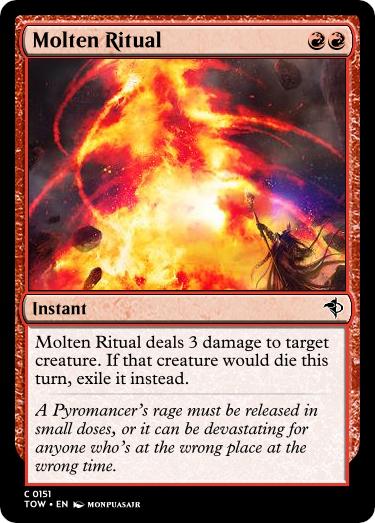 Molten Ritual
Instant
Molten Ritual deals 3 damage to target
creature. If that creature would die this
turn, exile it instead.
A Pyromancer's rage must be released in
small doses, or it can be devastating for
anyone who's at the wrong place at the
wrong time.
C 0151
TOW • EN MONPUASAJR